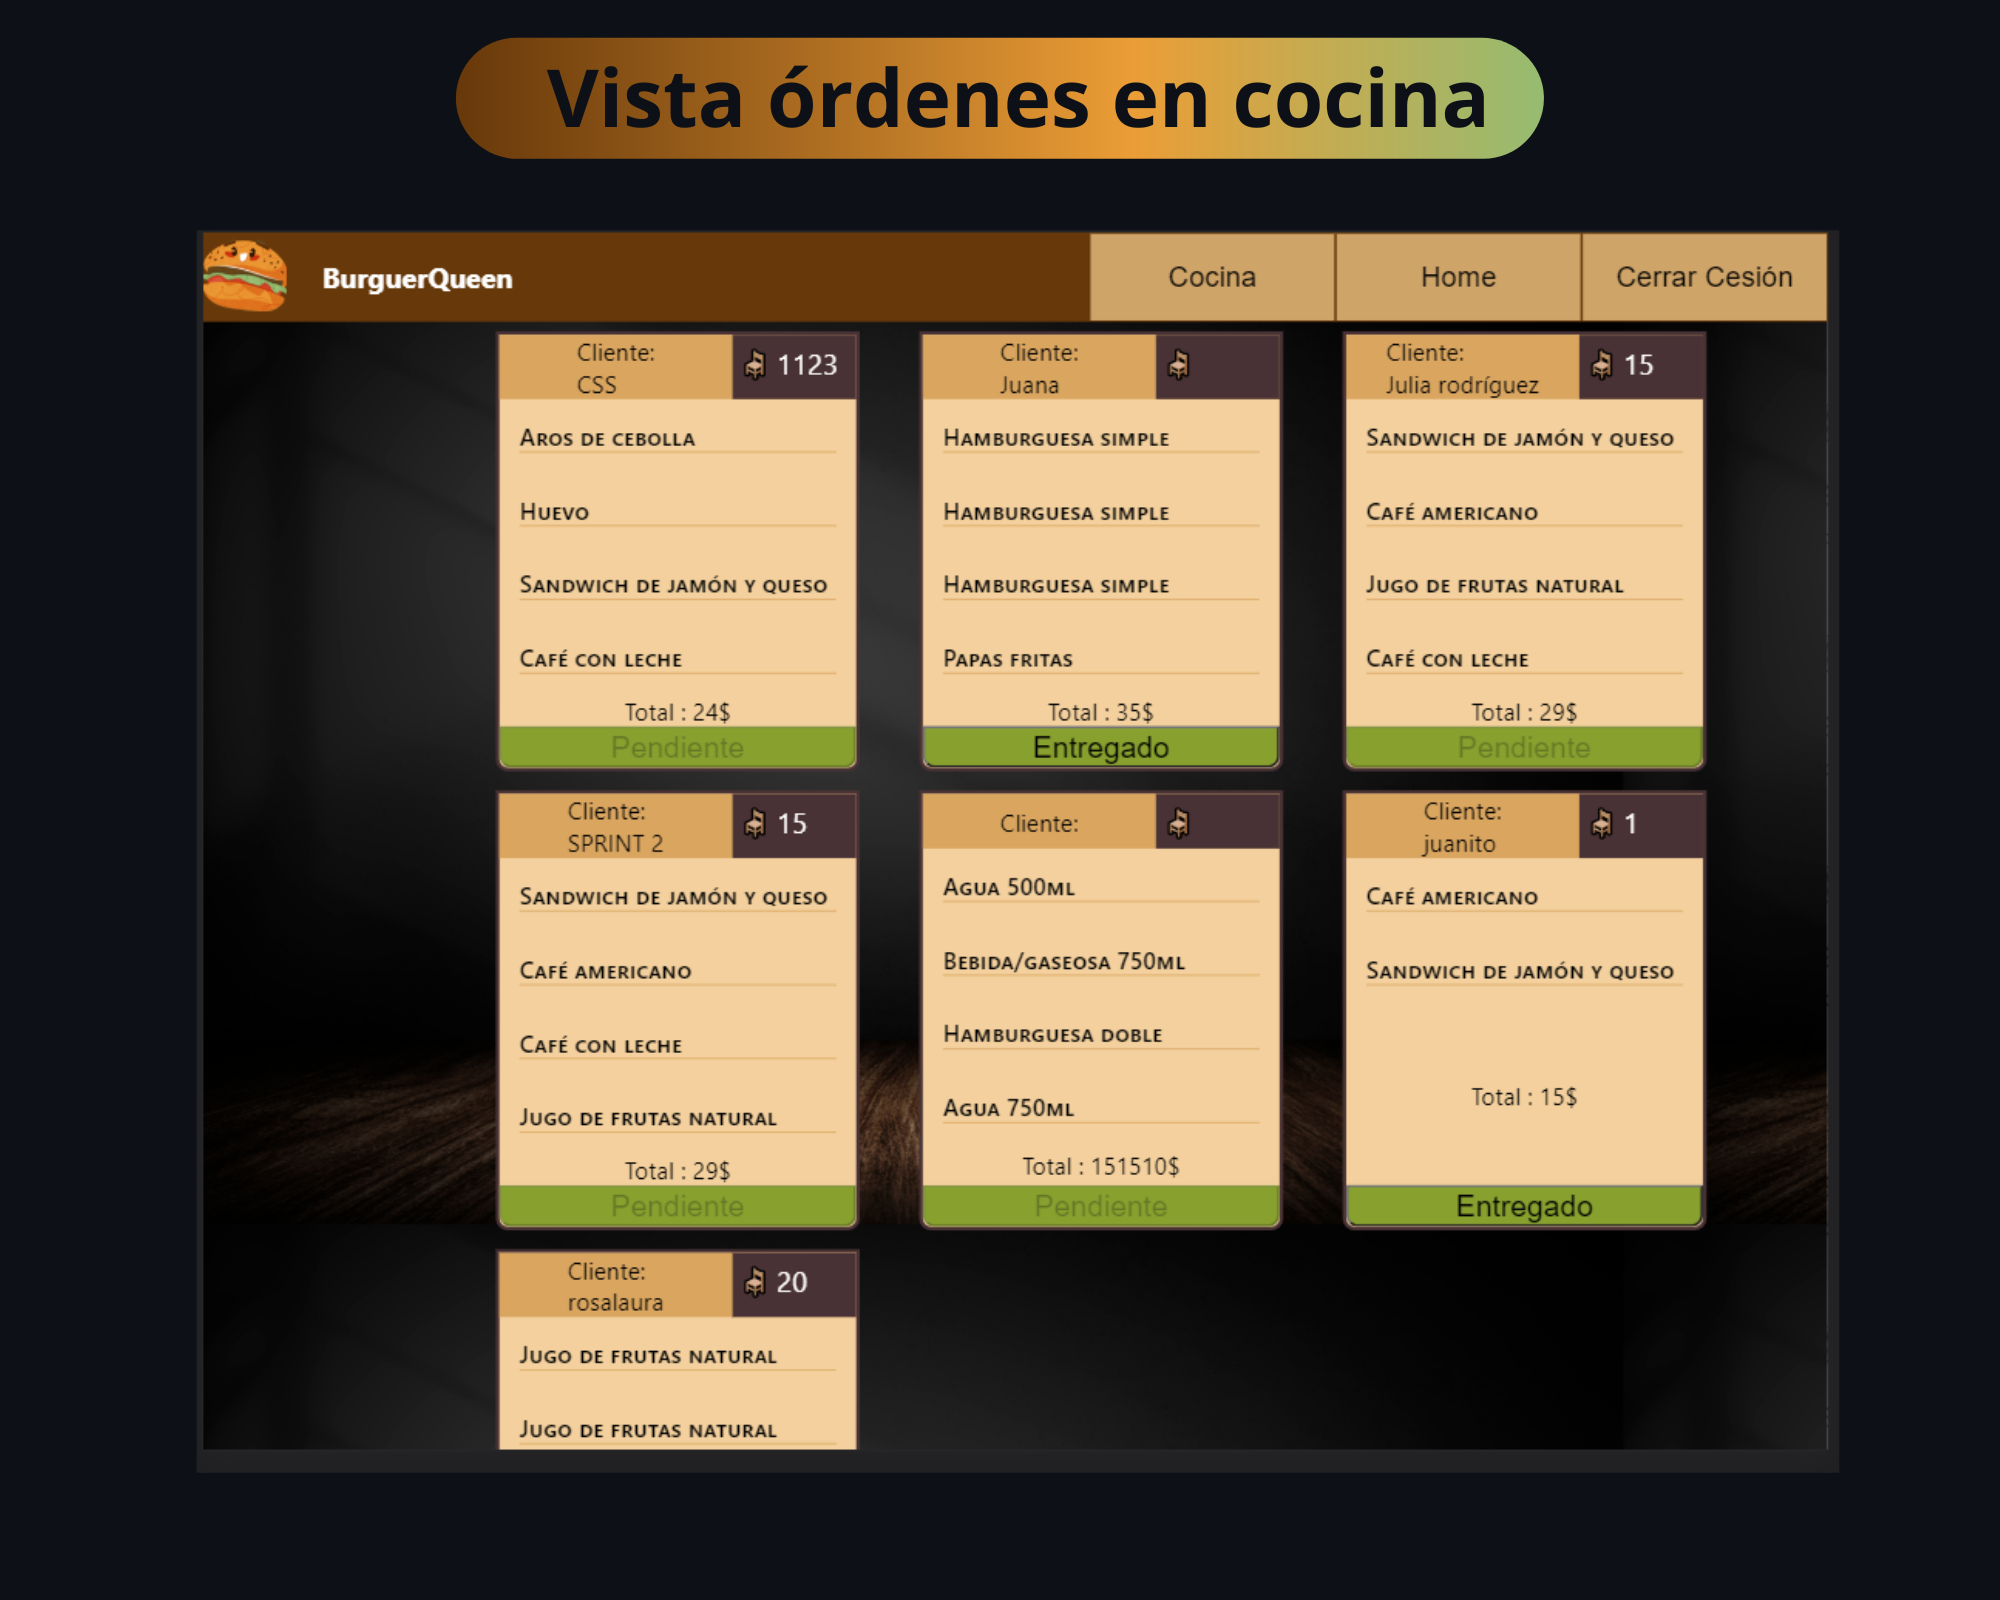 Vista órdenes en cocina
BurguerQueen
Cocina
Home
Cerrar Cesión
Cliente:
CSS
1123
Aros de cebolla
Huevo
Sandwich de jamón y queso
Café con leche
Total : 24$
Pendiente
Cliente:
Juana
Hamburguesa simple
Hamburguesa simple
Hamburguesa simple
Papas fritas
Total : 35$
Entregado
Cliente:
Julia rodríguez
15
Sandwich de jamón y queso
Café americano
Jugo de frutas natural
Café con leche
Total : 29$
Pendiente
Cliente:
SPRINT 2
15
Sandwich de jamón y queso
Café americano
Café con leche
Jugo de frutas natural
Total : 29$
Pendiente
Cliente:
Agua 500ml
Bebida/gaseosa 750ml
Hamburguesa doble
Agua 750ml
Total : 151510$
Pendiente
Cliente:
juanito
1
Café americano
Sandwich de jamón y queso
Total : 15$
Entregado
Cliente:
rosalaura
20
Jugo de frutas natural
Jugo de frutas natural